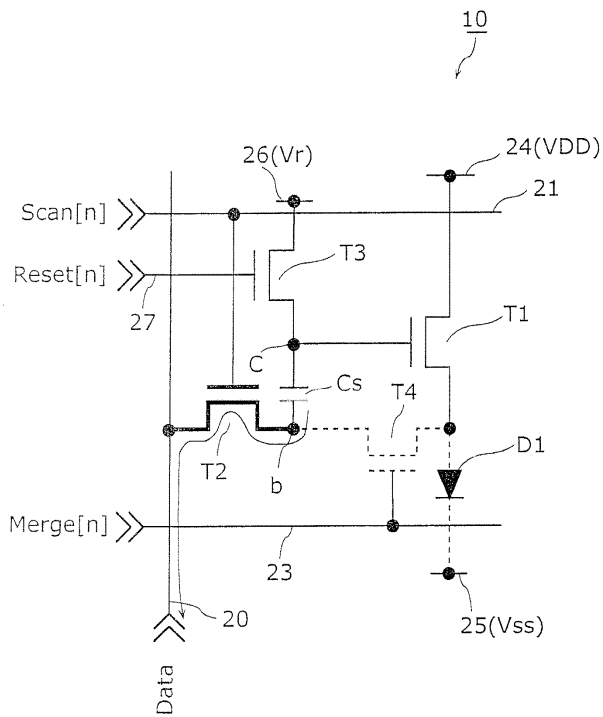 10
24(VDD)
26(Vr)
21
Scan[n]
T3
Reset[n]
27
T1
C
Cs
T4
T2
b
D1
Merge[n]
23
20
25(Vss)
Data